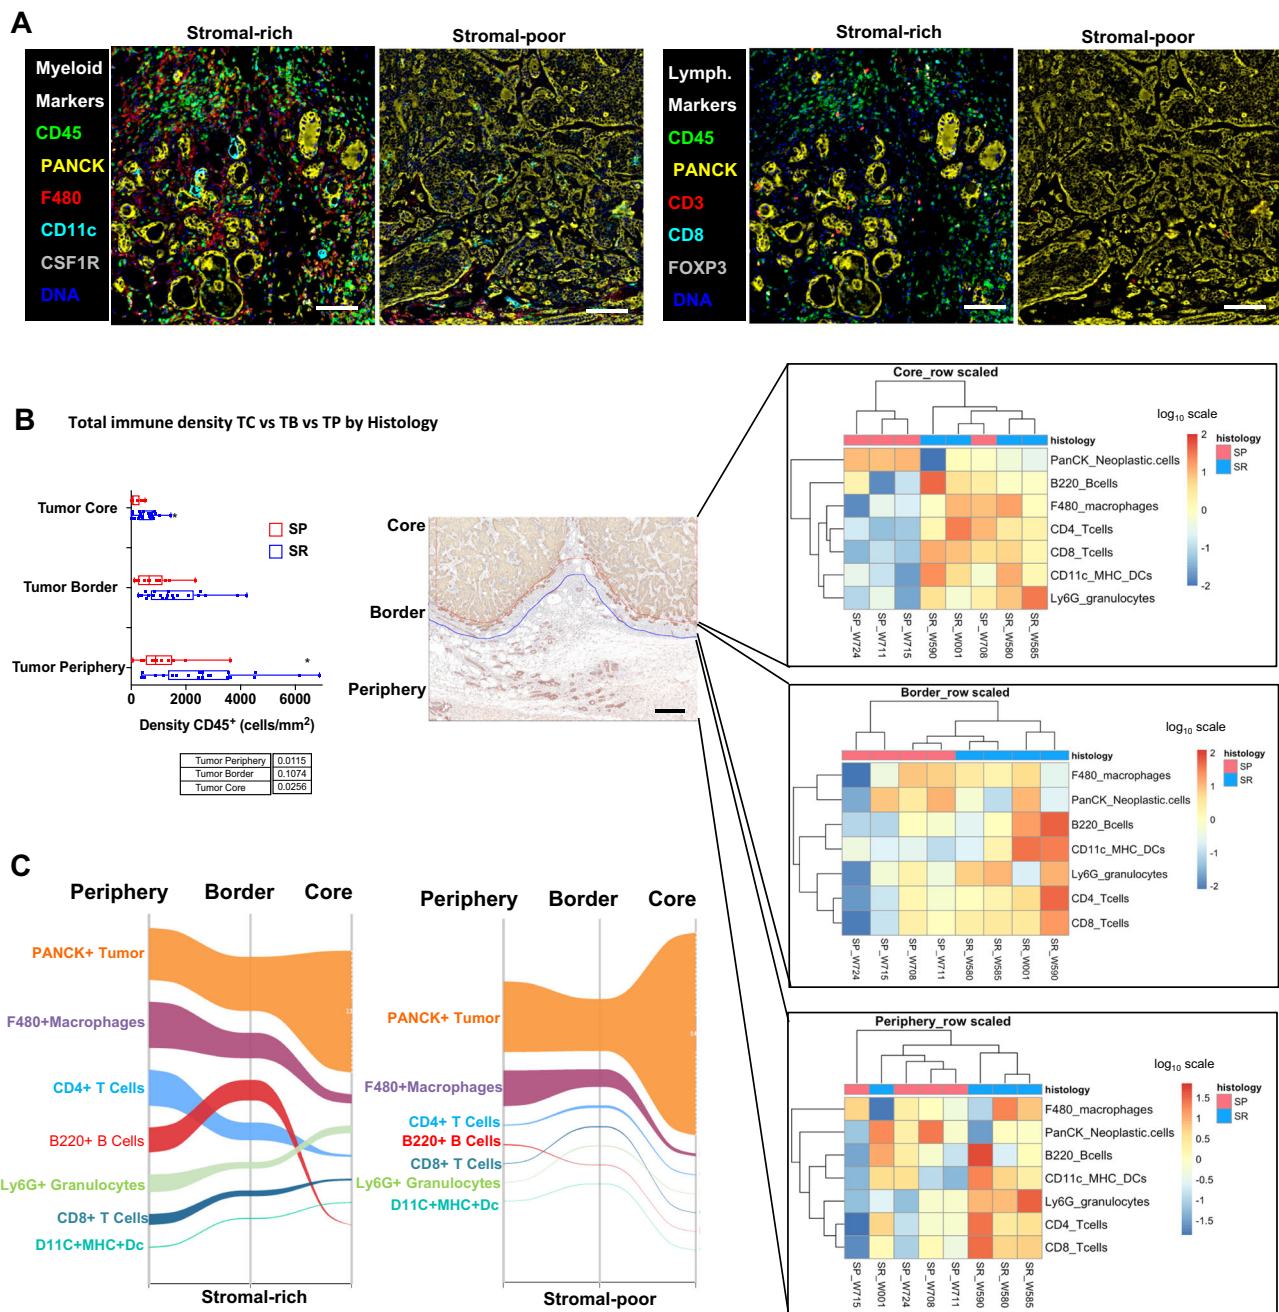 A
Stromal-rich
Stromal-poor
Stromal-rich
Stromal-poor
Myeloid
Markers
CD45
PANCK
F480
CD11c
CSF1R
DNA
Lymph.
Markers
CD45
PANCK
CD3
CD8
FOXP3
DNA
B
Total immune density TC vs TB vs TP by Histology
Tumor Core
Tumor Border
Tumor Periphery
*
*
SP
SR
0 2000 4000 6000
Density CD45⁺ (cells/mm²)
Tumor Periphery 0.0115
Tumor Border 0.1074
Tumor Core 0.0256
Core
Border
Periphery
Core_row scaled
log₁₀ scale
2
1
0
-1
-2
histology
SP
SR
histology
PanCK_Neoplastic.cells
B220_Bcells
F480_macrophages
CD4_Tcells
CD8_Tcells
CD11c_MHC_DCs
Ly6G_granulocytes
SP_W724
SP_W711
SP_W715
SR_W590
SR_W001
SP_W708
SR_W580
SR_W585
Border_row scaled
log₁₀ scale
2
1
0
-1
-2
histology
SP
SR
histology
F480_macrophages
PanCK_Neoplastic.cells
B220_Bcells
CD11c_MHC_DCs
Ly6G_granulocytes
CD4_Tcells
CD8_Tcells
SP_W724
SP_W715
SP_W708
SP_W711
SR_W580
SR_W585
SR_W001
SR_W590
Periphery_row scaled
log₁₀ scale
1.5
1
0.5
0
-0.5
-1
-1.5
histology
SP
SR
histology
F480_macrophages
PanCK_Neoplastic.cells
B220_Bcells
CD11c_MHC_DCs
Ly6G_granulocytes
CD4_Tcells
CD8_Tcells
SP_W715
SR_W001
SP_W724
SP_W708
SP_W711
SR_W590
SR_W580
SR_W585
C
Periphery Border Core
PANCK+ Tumor
F480+Macrophages
CD4+ T Cells
B220+ B Cells
Ly6G+ Granulocytes
CD8+ T Cells
D11C+MHC+Dc
Stromal-rich
Periphery Border Core
PANCK+ Tumor
F480+Macrophages
CD4+ T Cells
B220+ B Cells
CD8+ T Cells
Ly6G+ Granulocytes
D11C+MHC+Dc
Stromal-poor